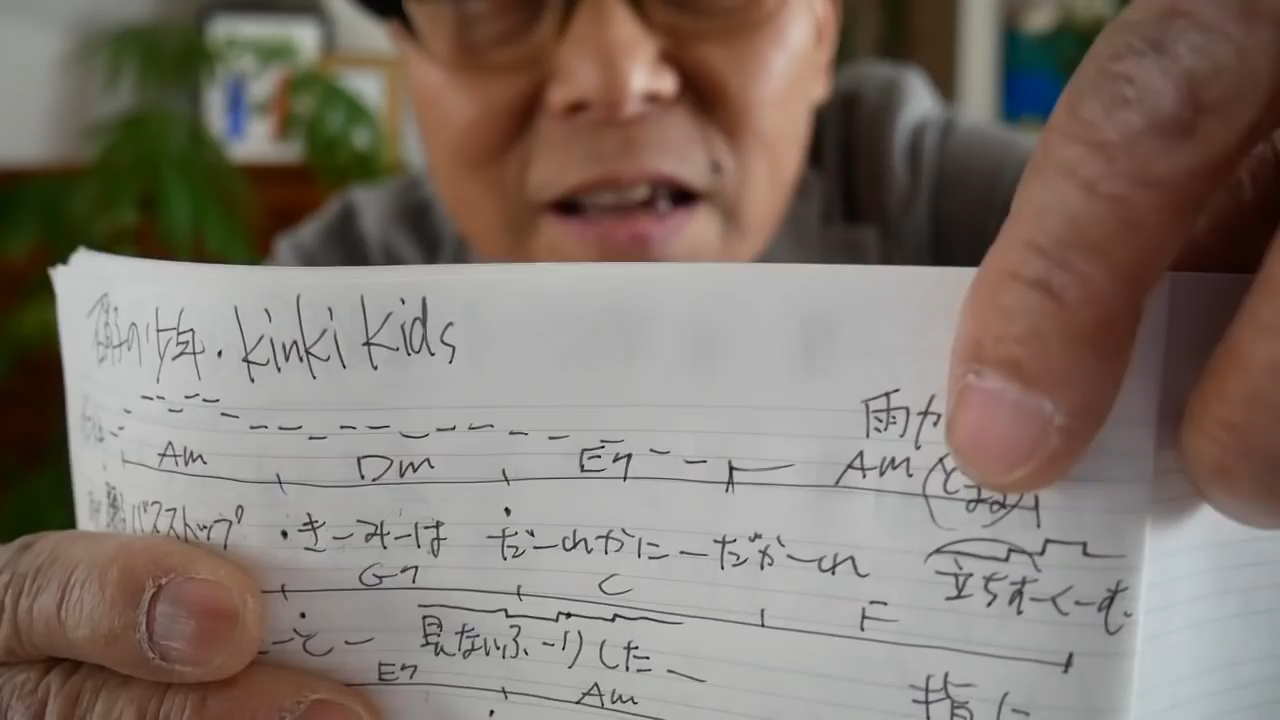 硝子の少年・Kinki Kids
雨が
Am Dm E7 Am
バスストップ ・きーみーは だーれかにーだかーれ 立ちすーくーむ
G7 C F
ーとー 見ないふーりしたー
E7 Am
指に